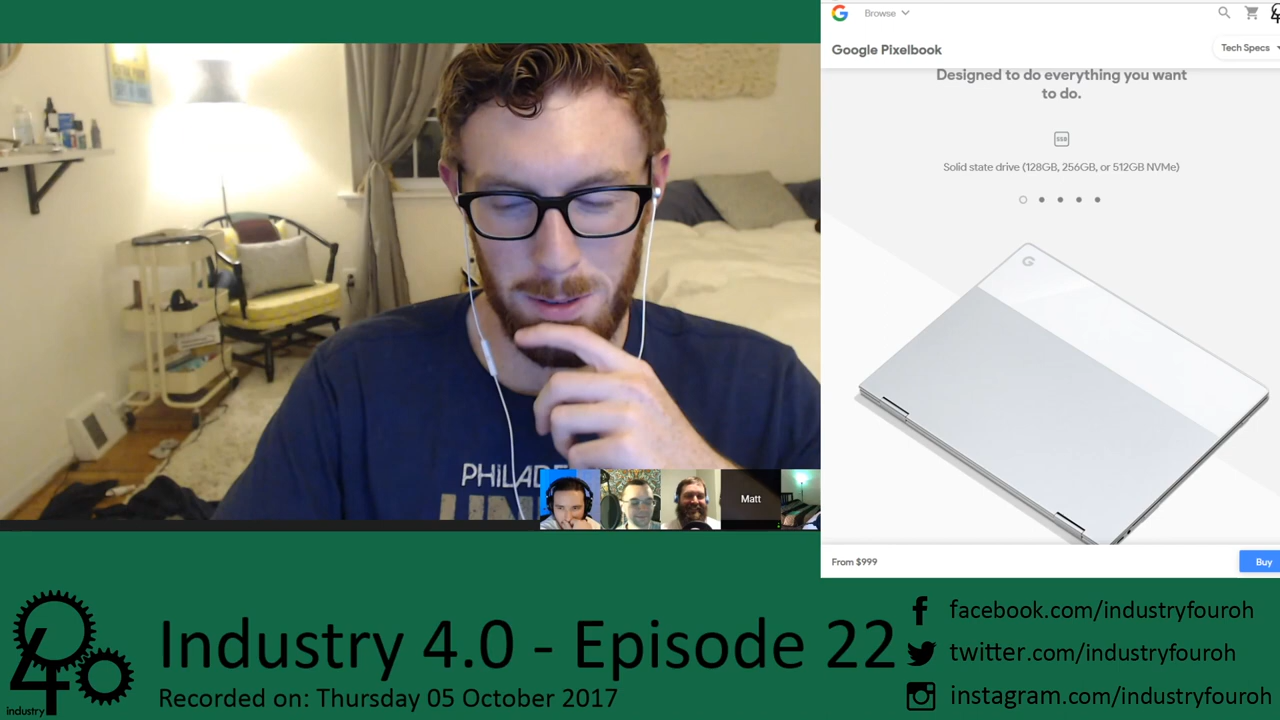 Browse
Google Pixelbook
Tech Specs
Designed to do everything you want
to do.
SSD
Solid state drive (128GB, 256GB, or 512GB NVMe)
G
PHILADE
Matt
From $999
Buy
Industry 4.0 - Episode 22
Recorded on: Thursday 05 October 2017
40
industry
facebook.com/industryfouroh
twitter.com/industryfouroh
instagram.com/industryfouroh